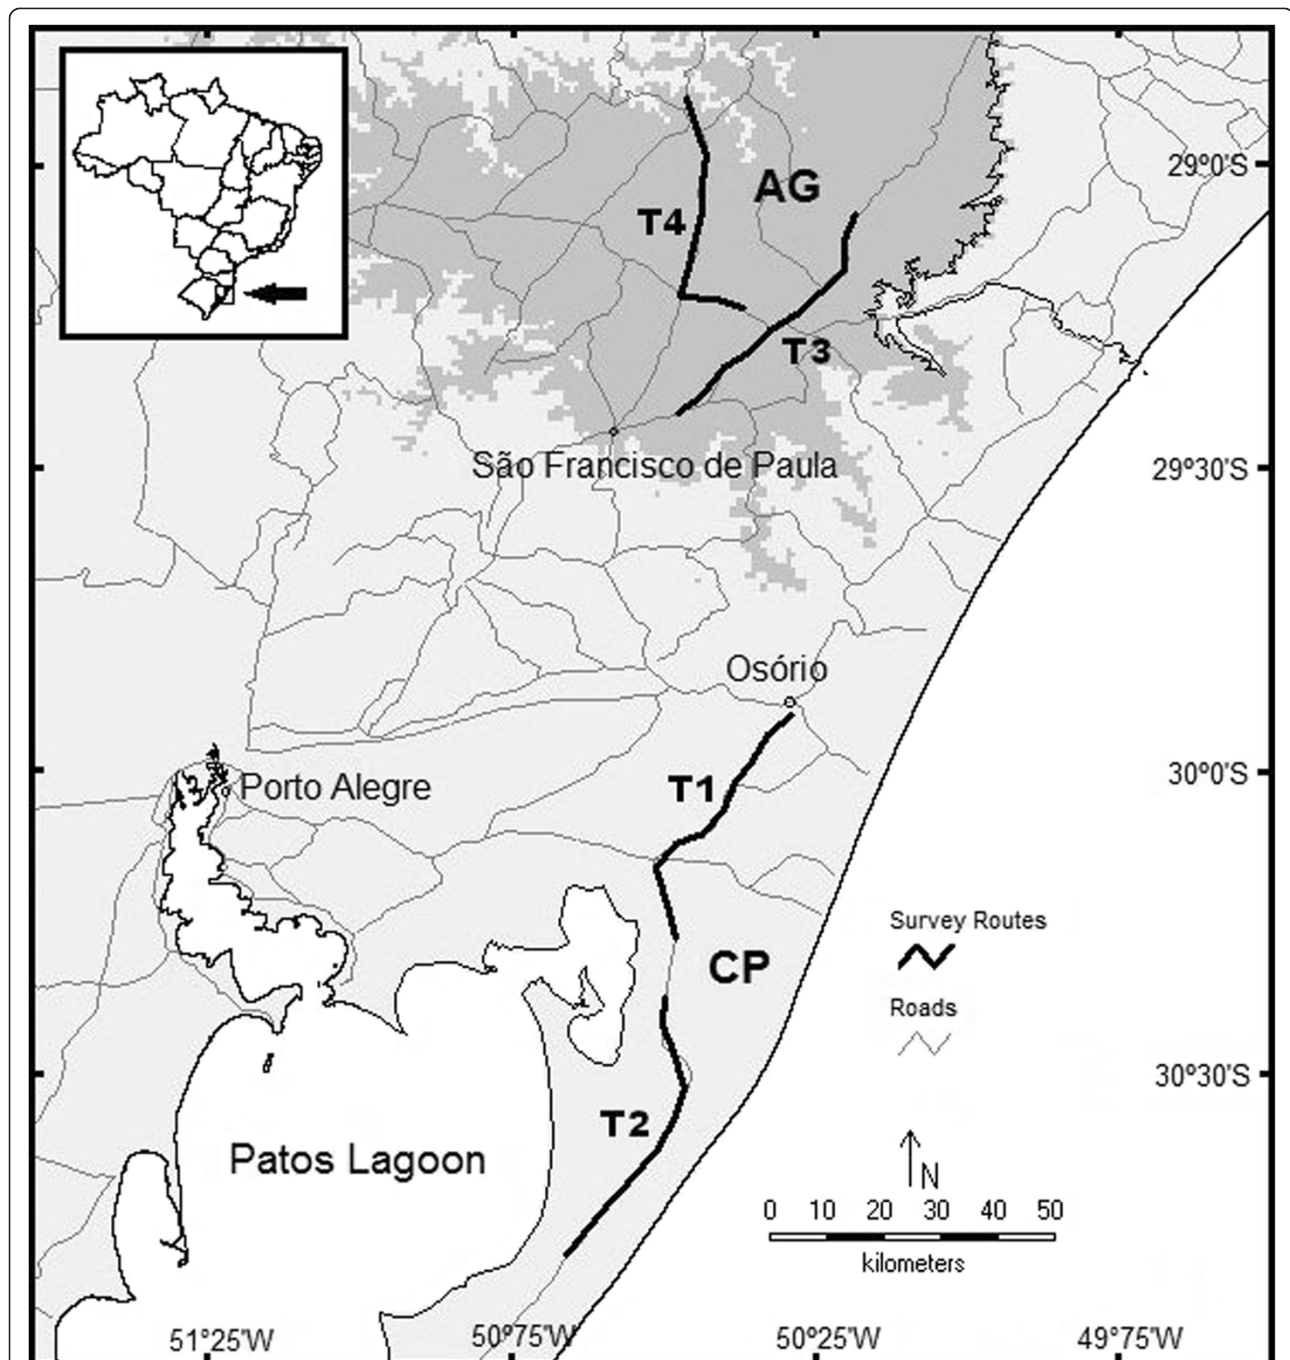 AG
29°0'S
T4
T3
São Francisco de Paula
29°30'S
Osório
T1
30°0'S
Porto Alegre
Survey Routes
CP
Roads
30°30'S
T2
Patos Lagoon
N
0 10 20 30 40 50
kilometers
51°25'W 50°75'W 50°25'W 49°75'W